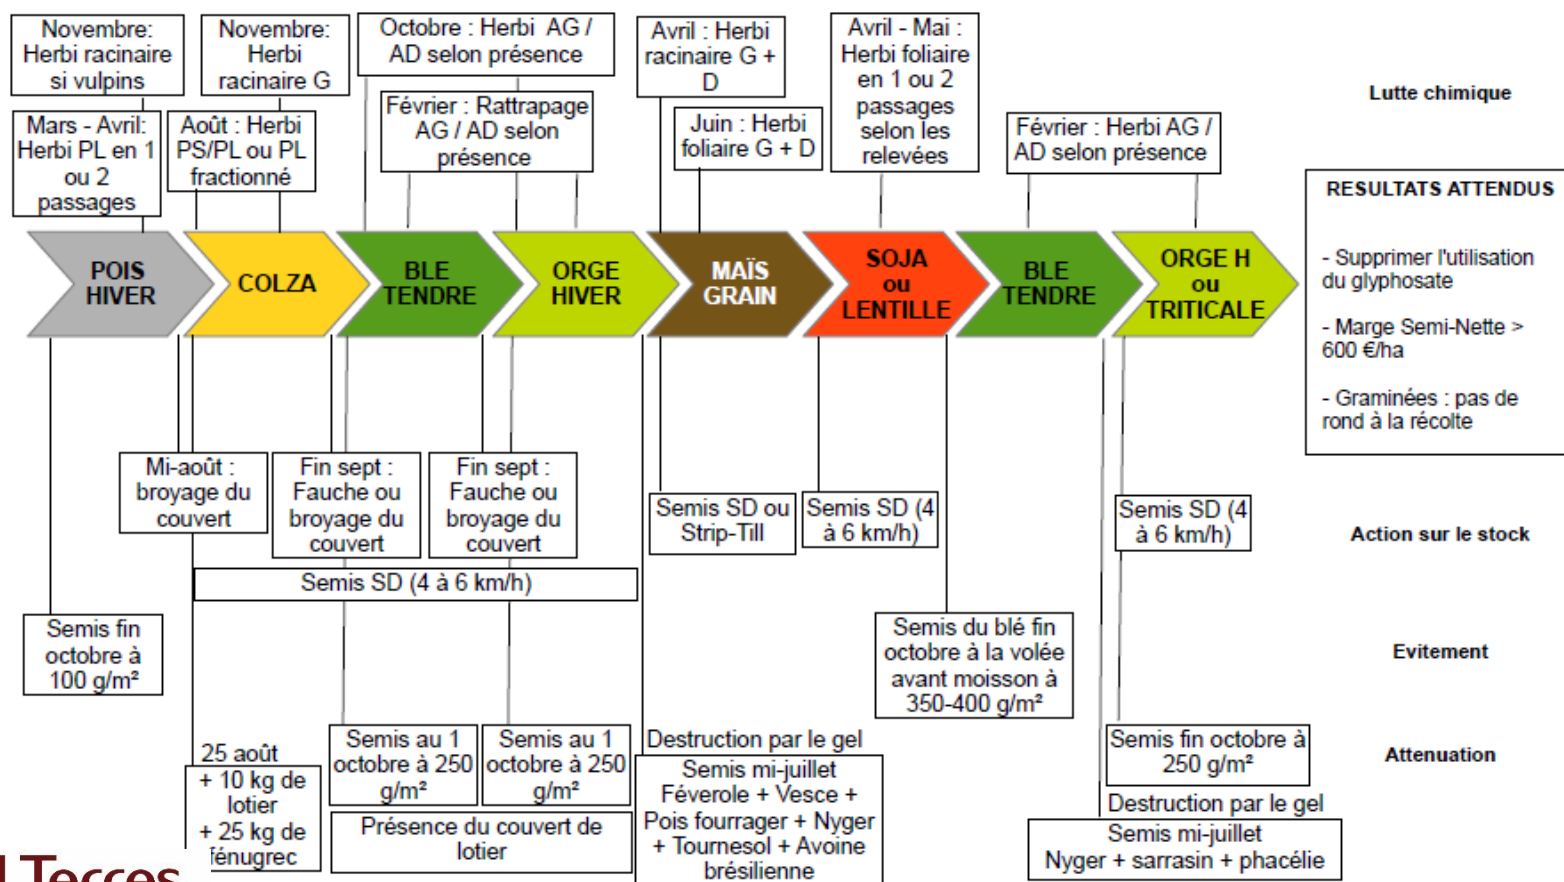 Novembre:
Herbi racinaire
si vulpins
Novembre:
Herbi
racinaire G
Octobre : Herbi AG /
AD selon présence
Avril : Herbi
racinaire G +
D
Avril - Mai :
Herbi foliaire
en 1 ou 2
passages
selon les
relevées
Lutte chimique
Mars - Avril:
Herbi PL en 1
ou 2
passages
Août : Herbi
PS/PL ou PL
fractionné
Février : Rattrapage
AG / AD selon
présence
Juin : Herbi
foliaire G + D
Février : Herbi AG /
AD selon présence
RESULTATS ATTENDUS
- Supprimer l'utilisation
du glyphosate
- Marge Semi-Nette >
600 €/ha
- Graminées : pas de
rond à la récolte
POIS
HIVER
COLZA
BLE
TENDRE
ORGE
HIVER
MAÏS
GRAIN
SOJA
ou
LENTILLE
BLE
TENDRE
ORGE H
ou
TRITICALE
Mi-août :
broyage du
couvert
Fin sept :
Fauche ou
broyage du
couvert
Fin sept :
Fauche ou
broyage du
couvert
Semis SD ou
Strip-Till
Semis SD (4
à 6 km/h)
Semis SD (4
à 6 km/h)
Action sur le stock
Semis SD (4 à 6 km/h)
Semis fin
octobre à
100 g/m²
Semis du blé fin
octobre à la volée
avant moisson à
350-400 g/m²
Evitement
25 août
+ 10 kg de
lotier
+ 25 kg de
fénugrec
Semis au 1
octobre à 250
g/m²
Semis au 1
octobre à 250
g/m²
Présence du couvert de
lotier
Destruction par le gel
Semis mi-juillet
Féverole + Vesce +
Pois fourrager + Nyger
+ Tournesol + Avoine
brésilienne
Semis fin octobre à
250 g/m²
Destruction par le gel
Semis mi-juillet
Nyger + sarrasin + phacélie
Attenuation